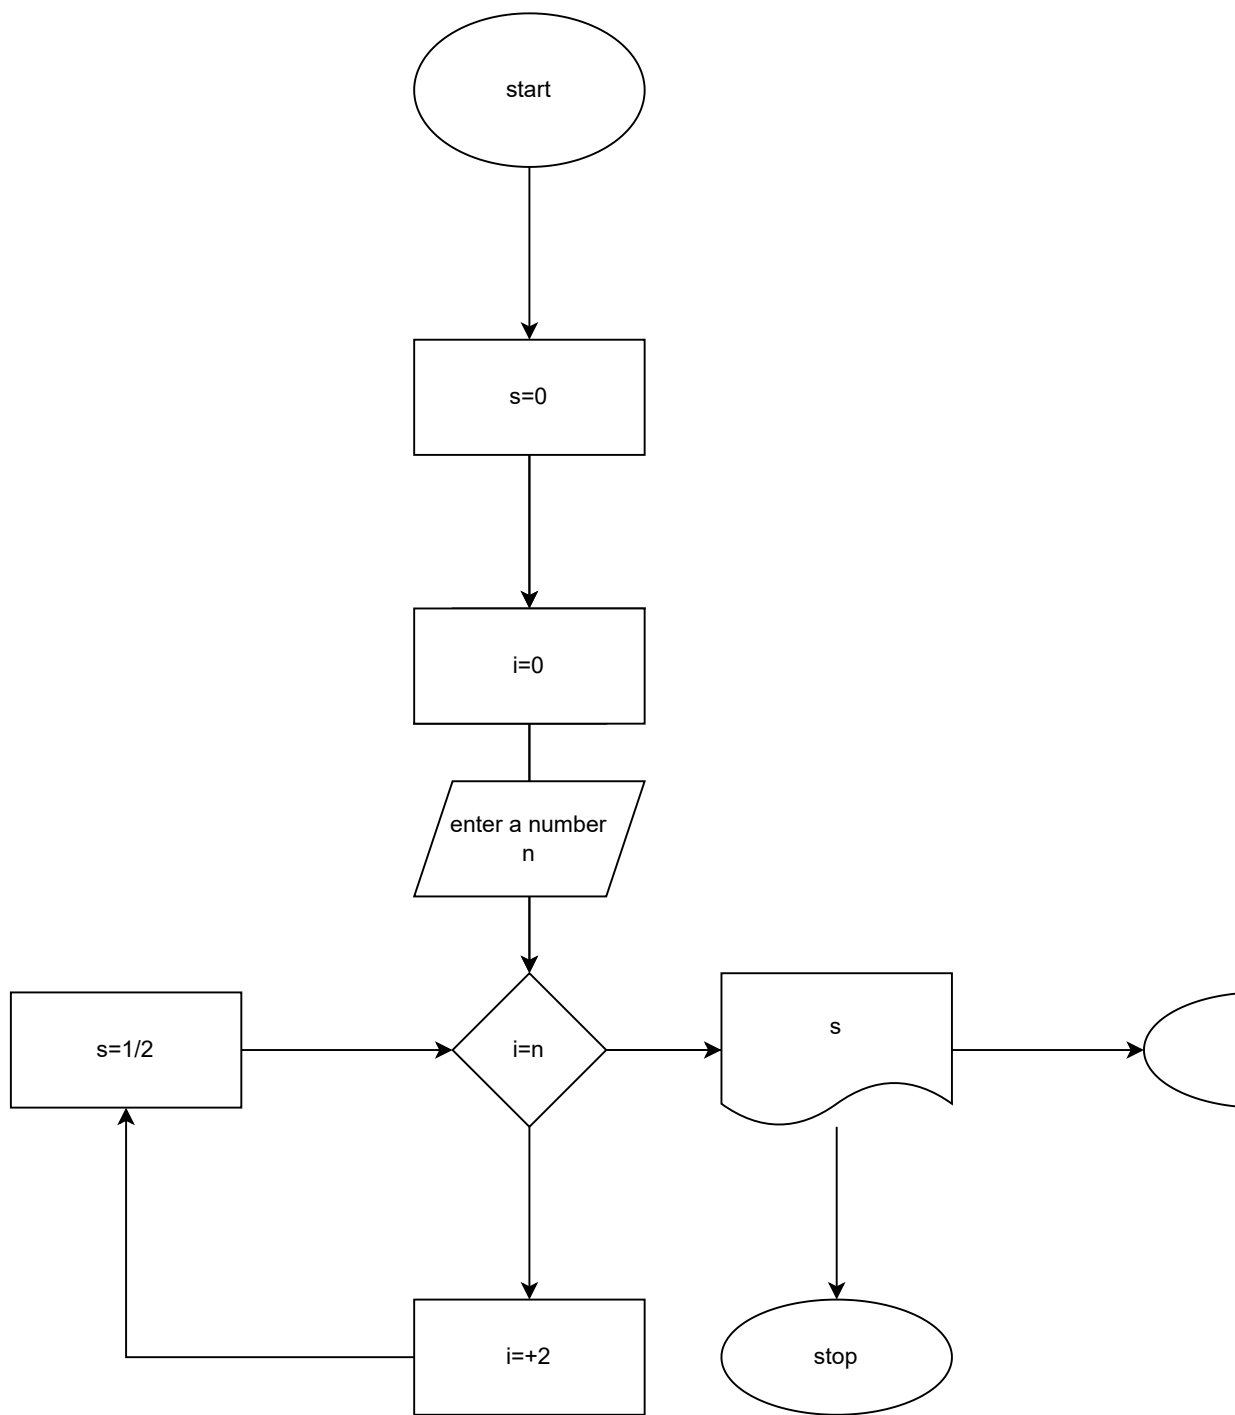 start
s=0
i=0
enter a number
n
s=1/2
i=n
s
i=+2
stop